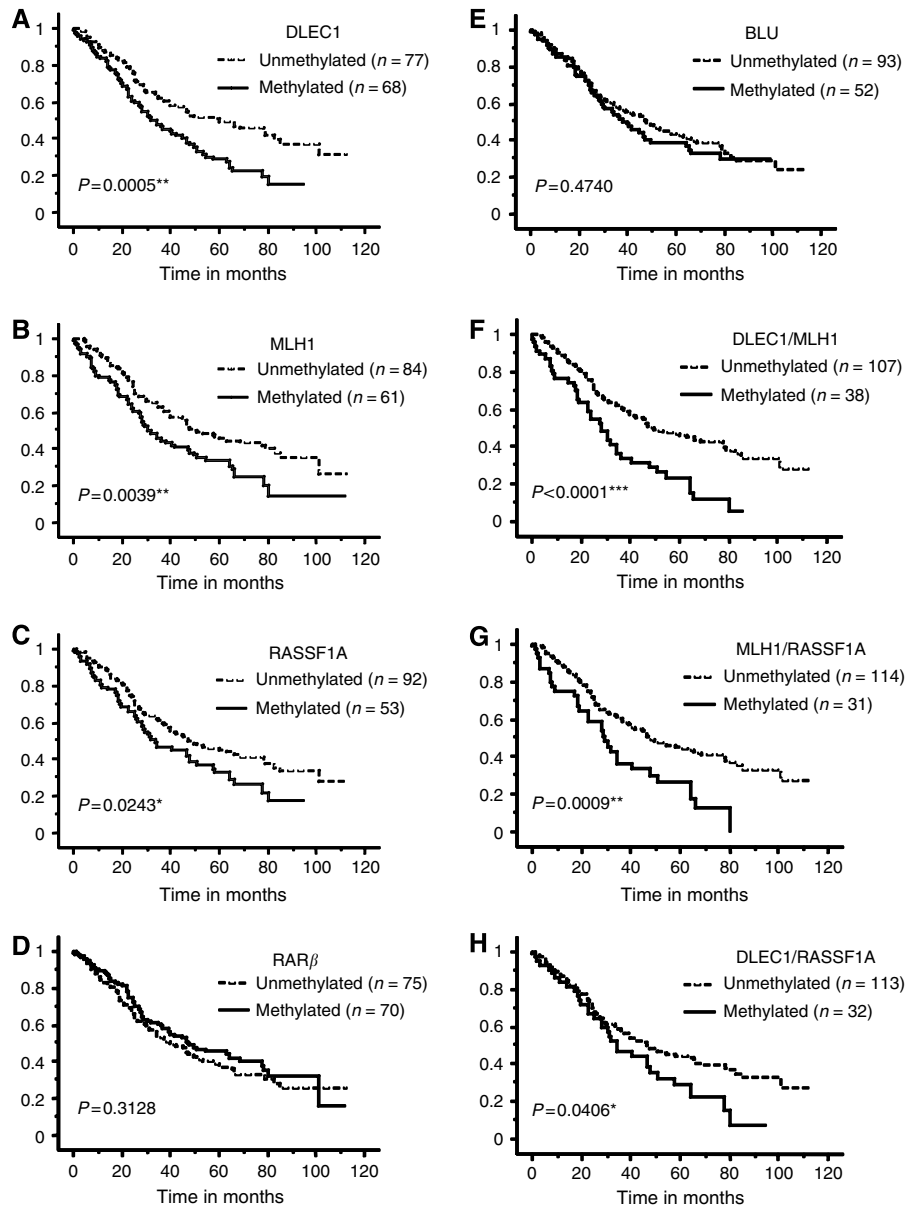 A
DLEC1
Unmethylated (n = 77)
Methylated (n = 68)
1
0.8
0.6
0.4
0.2
0
P=0.0005**
0 20 40 60 80 100 120
Time in months
B
MLH1
Unmethylated (n = 84)
Methylated (n = 61)
1
0.8
0.6
0.4
0.2
0
P=0.0039**
0 20 40 60 80 100 120
Time in months
C
RASSF1A
Unmethylated (n = 92)
Methylated (n = 53)
1
0.8
0.6
0.4
0.2
0
P=0.0243*
0 20 40 60 80 100 120
Time in months
D
RARβ
Unmethylated (n = 75)
Methylated (n = 70)
1
0.8
0.6
0.4
0.2
0
P=0.3128
0 20 40 60 80 100 120
Time in months
E
BLU
Unmethylated (n = 93)
Methylated (n = 52)
1
0.8
0.6
0.4
0.2
0
P=0.4740
0 20 40 60 80 100 120
Time in months
F
DLEC1/MLH1
Unmethylated (n = 107)
Methylated (n = 38)
1
0.8
0.6
0.4
0.2
0
P<0.0001***
0 20 40 60 80 100 120
Time in months
G
MLH1/RASSF1A
Unmethylated (n = 114)
Methylated (n = 31)
1
0.8
0.6
0.4
0.2
0
P=0.0009**
0 20 40 60 80 100 120
Time in months
H
DLEC1/RASSF1A
Unmethylated (n = 113)
Methylated (n = 32)
1
0.8
0.6
0.4
0.2
0
P=0.0406*
0 20 40 60 80 100 120
Time in months